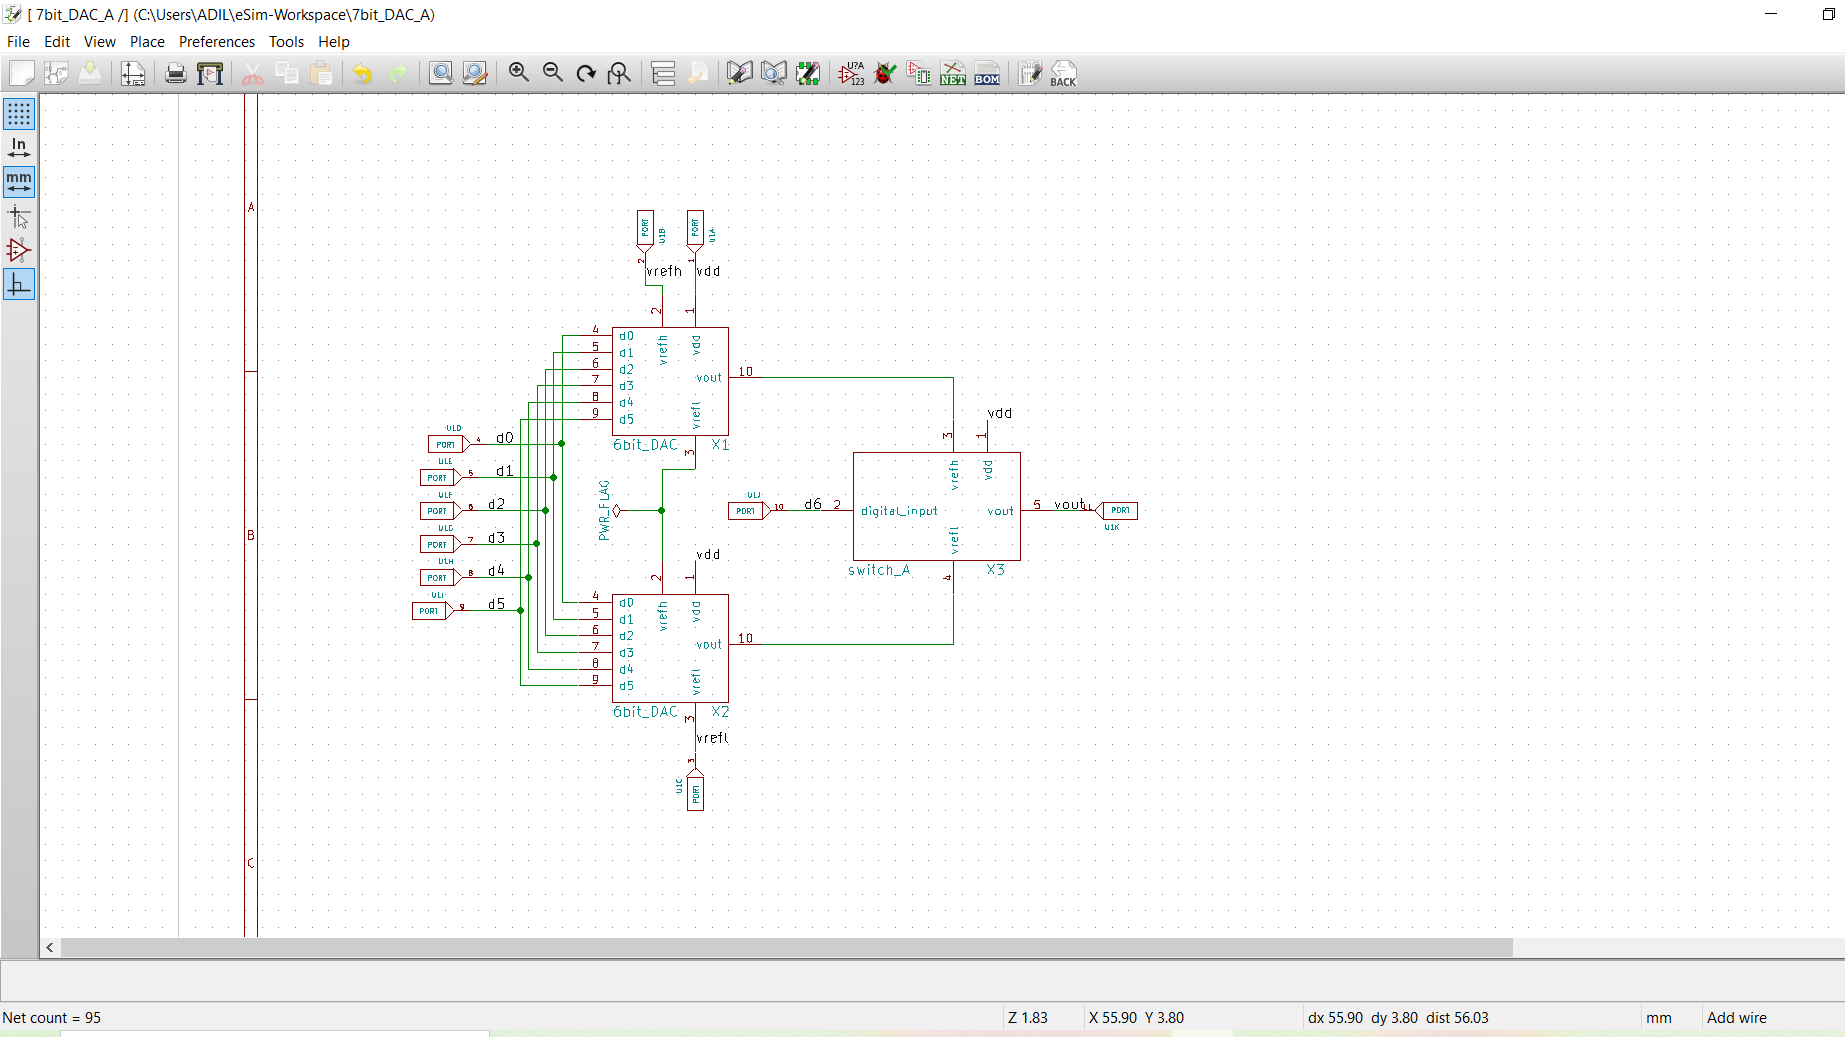 [ 7bit_DAC_A /] (C:\Users\ADIL\eSim-Workspace\7bit_DAC_A)
File Edit View Place Preferences Tools Help
U?A
123
NET
BOM
BACK
In
mm
A
B
C
PORT U1B
PORT U1A
2
1
vrefh vdd
2 1
4 d0
5 d1
6 d2
7 d3
8 d4
9 d5
vrefh
vdd
vout 10
vrefl
6bit_DAC X1
3
U1D
PORT 4 d0
U1E
PORT 5 d1
U1F
PORT 6 d2
U1G
PORT 7 d3
U1H
PORT 8 d4
U1I
PORT 9 d5
PWR_FLAG
vdd
2 1
4 d0
5 d1
6 d2
7 d3
8 d4
9 d5
vrefh
vdd
vout 10
vrefl
6bit_DAC X2
3
vrefl
3
U1C PORT
U1J
PORT 10 d6 2 digital_input
vdd
3 1
vrefh
vdd
vout 5 vout 11 PORT
U1K
vrefl
switch_A X3
4
Net count = 95
Z 1.83
X 55.90 Y 3.80
dx 55.90 dy 3.80 dist 56.03
mm
Add wire